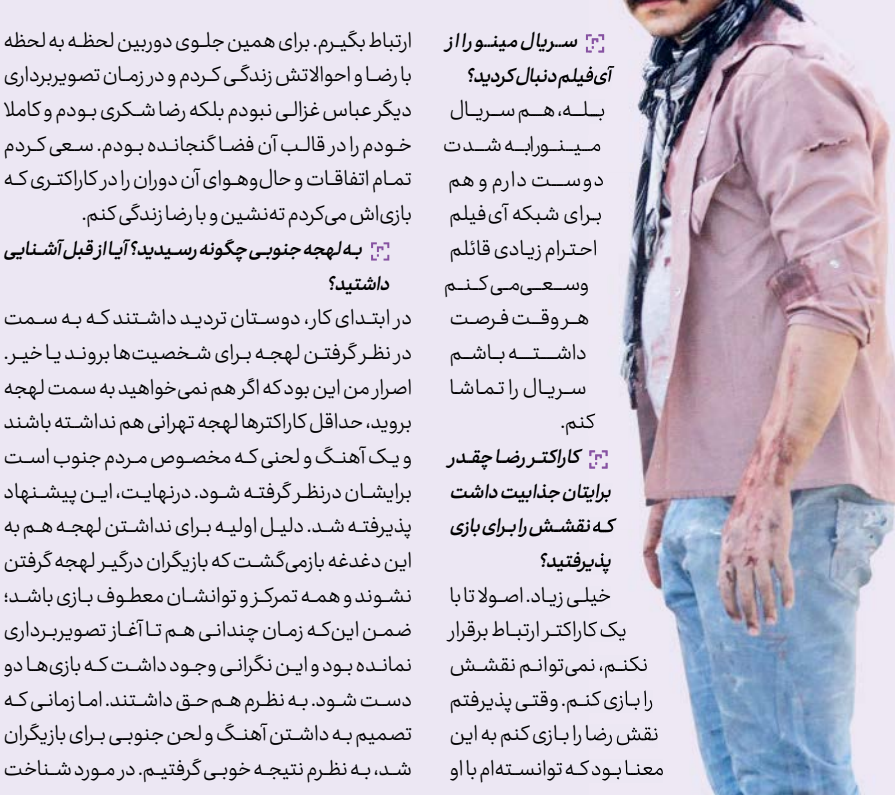 سریال مینو را از
آی‌فیلم دنبال کردید؟
بله، هم سریال
مینو را به شدت
دوست دارم و هم
برای شبکه آی‌فیلم
احترام زیادی قائلم
و سعی می‌کنم
هر وقت فرصت
داشته باشم
سریال را تماشا
کنم.
کاراکتر رضا چقدر
برایتان جذابیت داشت
که نقشش را برای بازی
پذیرفتید؟
خیلی زیاد. اصولا تا با
یک کاراکتر ارتباط برقرار
نکنم، نمی‌توانم نقشش
را بازی کنم. وقتی پذیرفتم
نقش رضا را بازی کنم به این
معنا بود که توانسته‌ام با او
ارتباط بگیرم. برای همین جلوی دوربین لحظه به لحظه
با رضا و احوالاتش زندگی کردم و در زمان تصویربرداری
دیگر عباس غزالی نبودم بلکه رضا شکری بودم و کاملا
خودم را در قالب آن فضا گنجانده بودم. سعی کردم
تمام اتفاقات و حال‌وهوای آن دوران را در کاراکتری که
بازی‌اش می‌کردم ته‌نشین و با رضا زندگی کنم.
به لهجه جنوبی چگونه رسیدید؟ آیا از قبل آشنایی
داشتید؟
در ابتدای کار، دوستان تردید داشتند که به سمت
در نظر گرفتن لهجه برای شخصیت‌ها بروند یا خیر.
اصرار من این بود که اگر هم نمی‌خواهید به سمت لهجه
بروید، حداقل کاراکترها لهجه تهرانی هم نداشته باشند
و یک آهنگ و لحنی که مخصوص مردم جنوب است
برایشان درنظر گرفته شود. درنهایت، این پیشنهاد
پذیرفته شد. دلیل اولیه برای نداشتن لهجه هم به
این دغدغه بازمی‌گشت که بازیگران درگیر لهجه گرفتن
نشوند و همه تمرکز و توانشان معطوف بازی باشد؛
ضمن این‌که زمان چندانی هم تا آغاز تصویربرداری
نمانده بود و این نگرانی وجود داشت که بازی‌ها دو
دست شود. به نظرم هم حق داشتند. اما زمانی که
تصمیم به داشتن آهنگ و لحن جنوبی برای بازیگران
شد، به نظرم نتیجه خوبی گرفتیم. در مورد شناخت